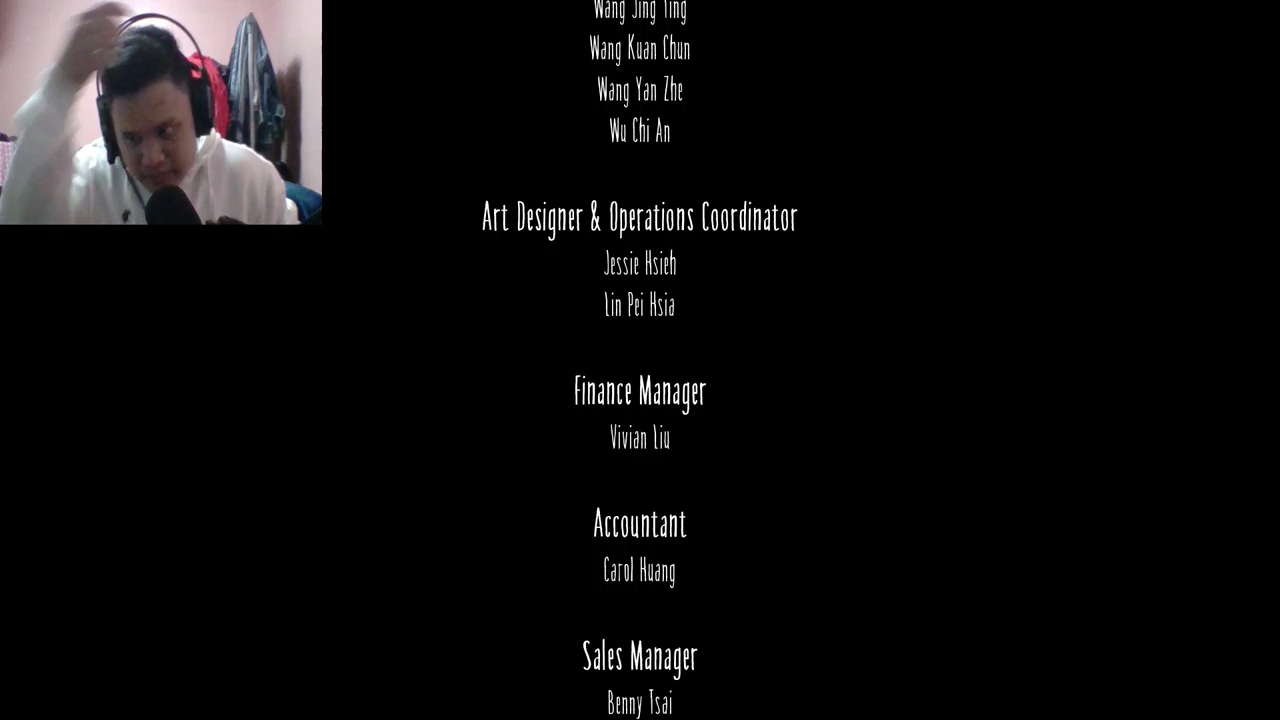 Wang Jing Ying
Wang Kuan Chun
Wang Yan Zhe
Wu Chi An
Art Designer & Operations Coordinator
Jessie Hsieh
Lin Pei Hsia
Finance Manager
Vivian Liu
Accountant
Carol Huang
Sales Manager
Benny Tsai